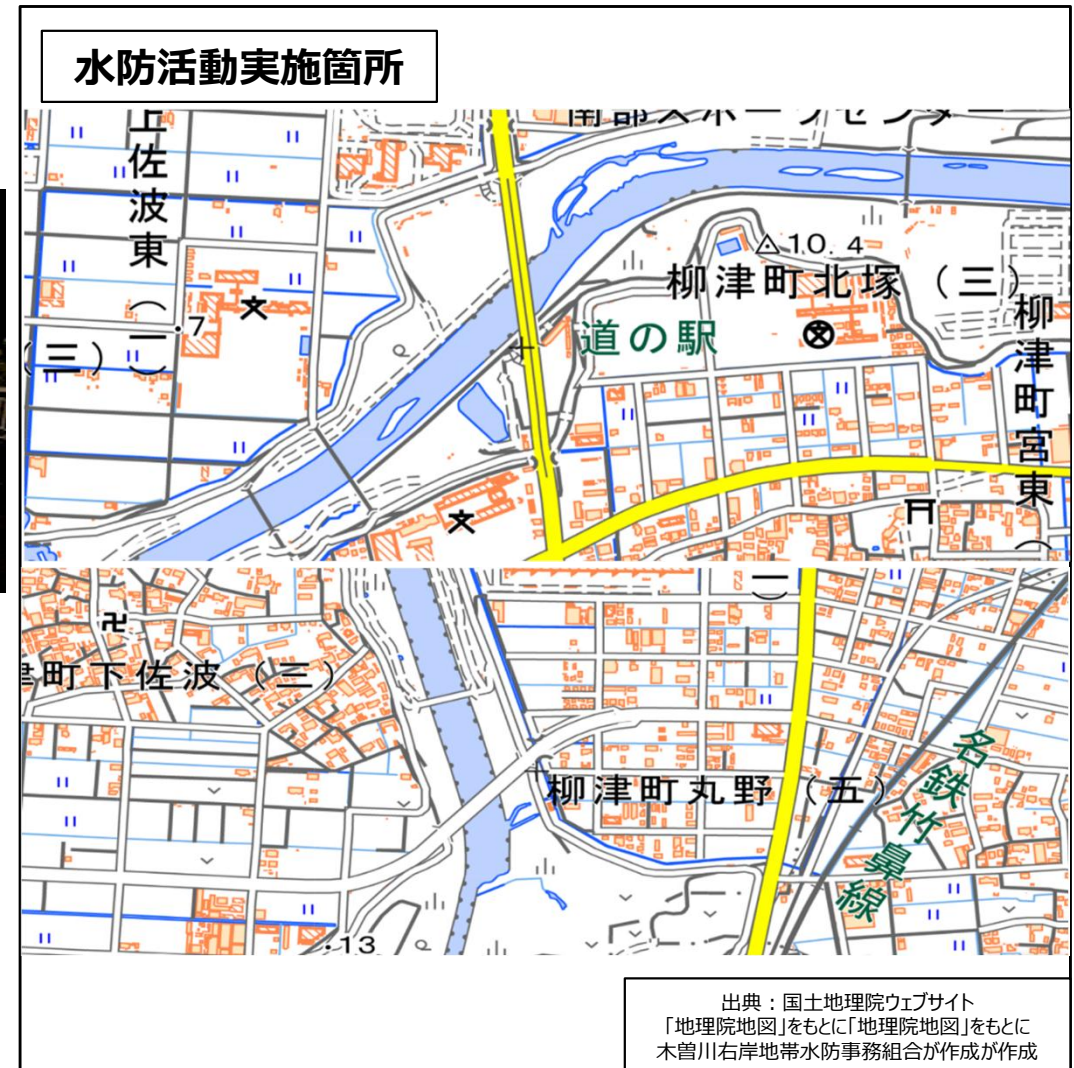 水防活動実施箇所
南部スポーツセンター
上佐波東（一）
10.4
柳津町北塚（三）
柳津町宮東（
道の駅
.7
（三）
町下佐波（三）
柳津町丸野（五）
名鉄竹鼻線
.13
出典：国土地理院ウェブサイト
「地理院地図」をもとに「地理院地図」をもとに
木曽川右岸地帯水防事務組合が作成が作成